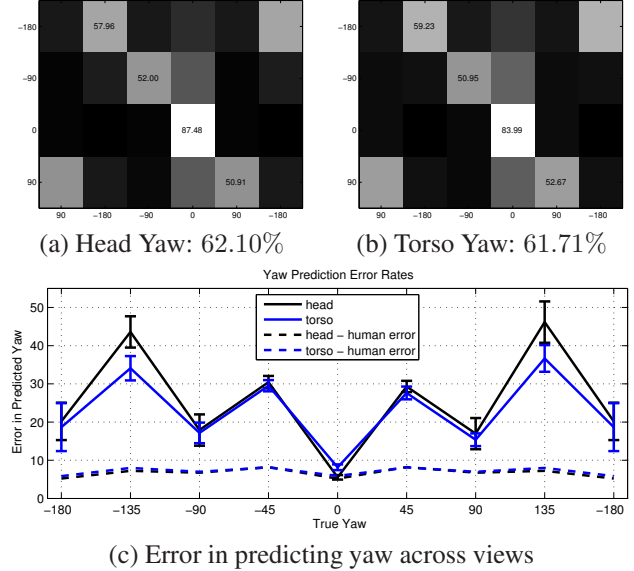 −180
57.96
−90
52.00
0
87.48
90
50.91
90 −180 −90 0 90 −180
(a) Head Yaw: 62.10%
−180
59.23
−90
50.95
0
83.99
90
52.67
90 −180 −90 0 90 −180
(b) Torso Yaw: 61.71%
Yaw Prediction Error Rates
head
torso
head − human error
torso − human error
Error in Predicted Yaw
50
40
30
20
10
0
−180 −135 −90 −45 0 45 90 135 −180
True Yaw
(c) Error in predicting yaw across views